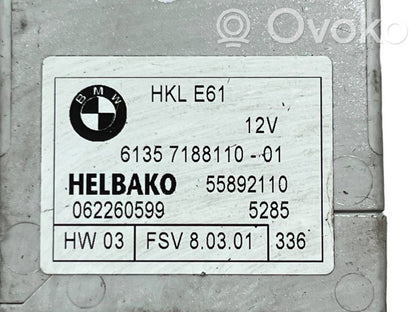 Ovoko
BMW
HKL E61
12V
6135 7188110 - 01
HELBAKO 55892110
062260599 5285
HW 03 FSV 8.03.01 336